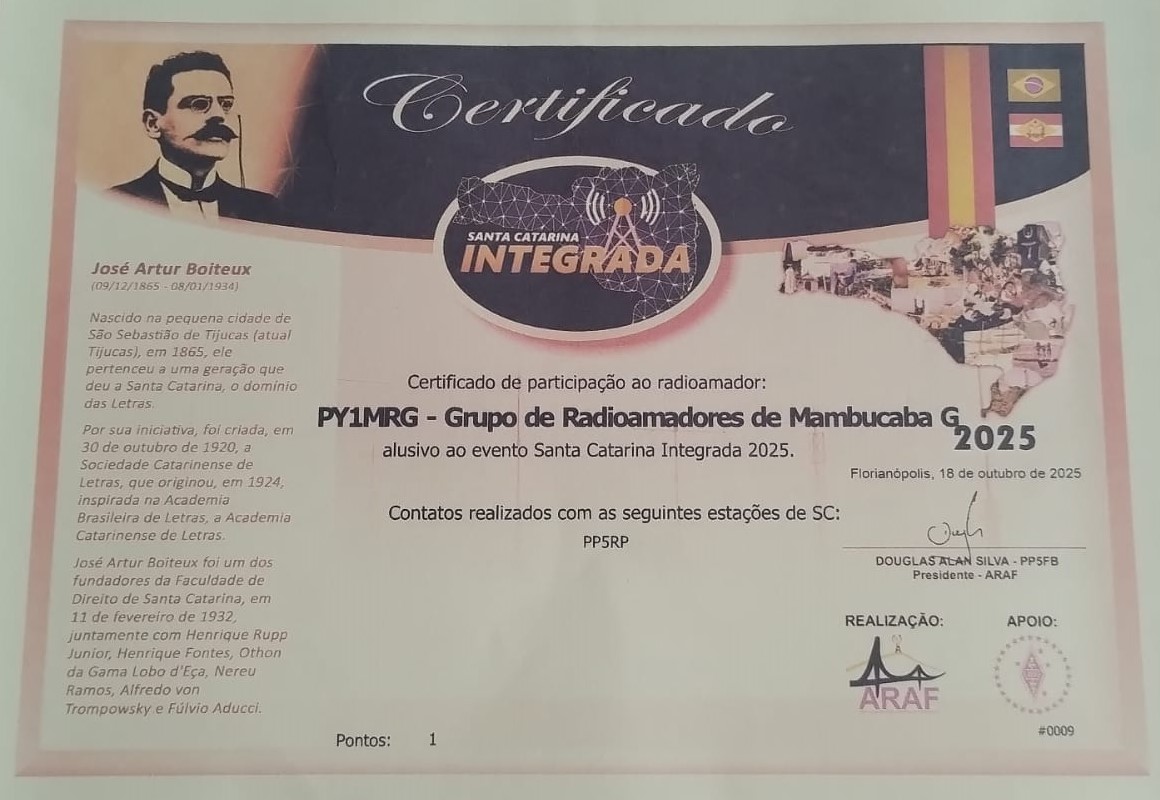 Certificado
SANTA CATARINA
INTEGRADA
José Artur Boiteux
(09/12/1865 - 08/01/1934)
Nascido na pequena cidade de
São Sebastião de Tijucas (atual
Tijucas), em 1865, ele
pertenceu a uma geração que
deu a Santa Catarina, o domínio
das Letras.
Por sua iniciativa, foi criada, em
30 de outubro de 1920, a
Sociedade Catarinense de
Letras, que originou, em 1924,
inspirada na Academia
Brasileira de Letras, a Academia
Catarinense de Letras.
José Artur Boiteux foi um dos
fundadores da Faculdade de
Direito de Santa Catarina, em
11 de fevereiro de 1932,
juntamente com Henrique Rupp
Junior, Henrique Fontes, Othon
da Gama Lobo d'Eça, Nereu
Ramos, Alfredo von
Trompowsky e Fúlvio Aducci.
Certificado de participação ao radioamador:
PY1MRG - Grupo de Radioamadores de Mambucaba G
alusivo ao evento Santa Catarina Integrada 2025.
Contatos realizados com as seguintes estações de SC:
PP5RP
Pontos: 1
2025
Florianópolis, 18 de outubro de 2025
DOUGLAS ALAN SILVA - PP5FB
Presidente - ARAF
REALIZAÇÃO:
ARAF
APOIO:
#0009